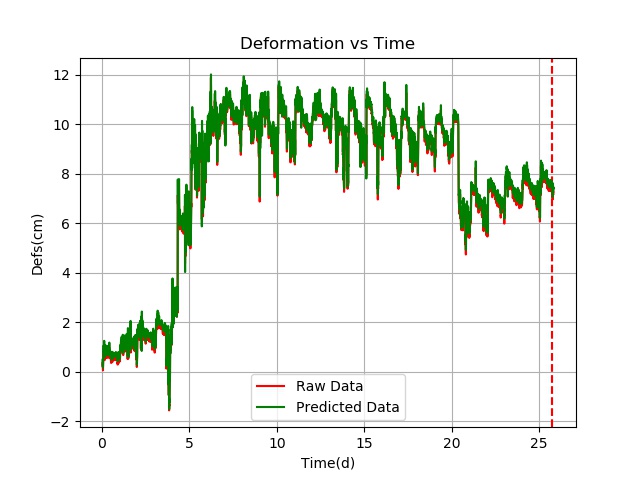 Deformation vs Time
Defs(cm)
12
10
8
6
4
2
0
−2
Raw Data
Predicted Data
0 5 10 15 20 25
Time(d)